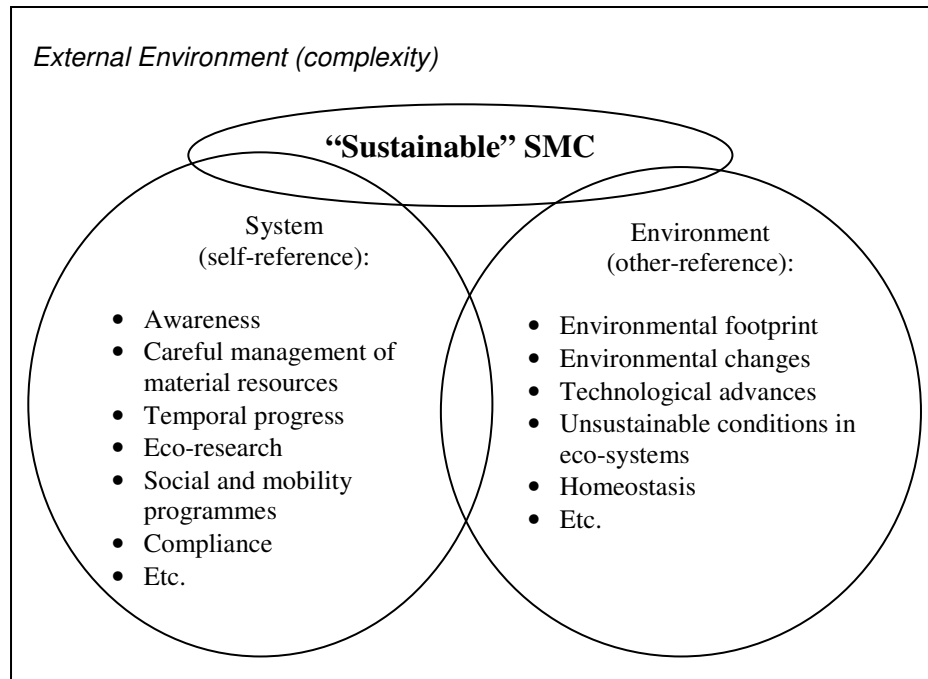 External Environment (complexity)
“Sustainable” SMC
System
(self-reference):
• Awareness
• Careful management of
material resources
• Temporal progress
• Eco-research
• Social and mobility
programmes
• Compliance
• Etc.
Environment
(other-reference):
• Environmental footprint
• Environmental changes
• Technological advances
• Unsustainable conditions in
eco-systems
• Homeostasis
• Etc.